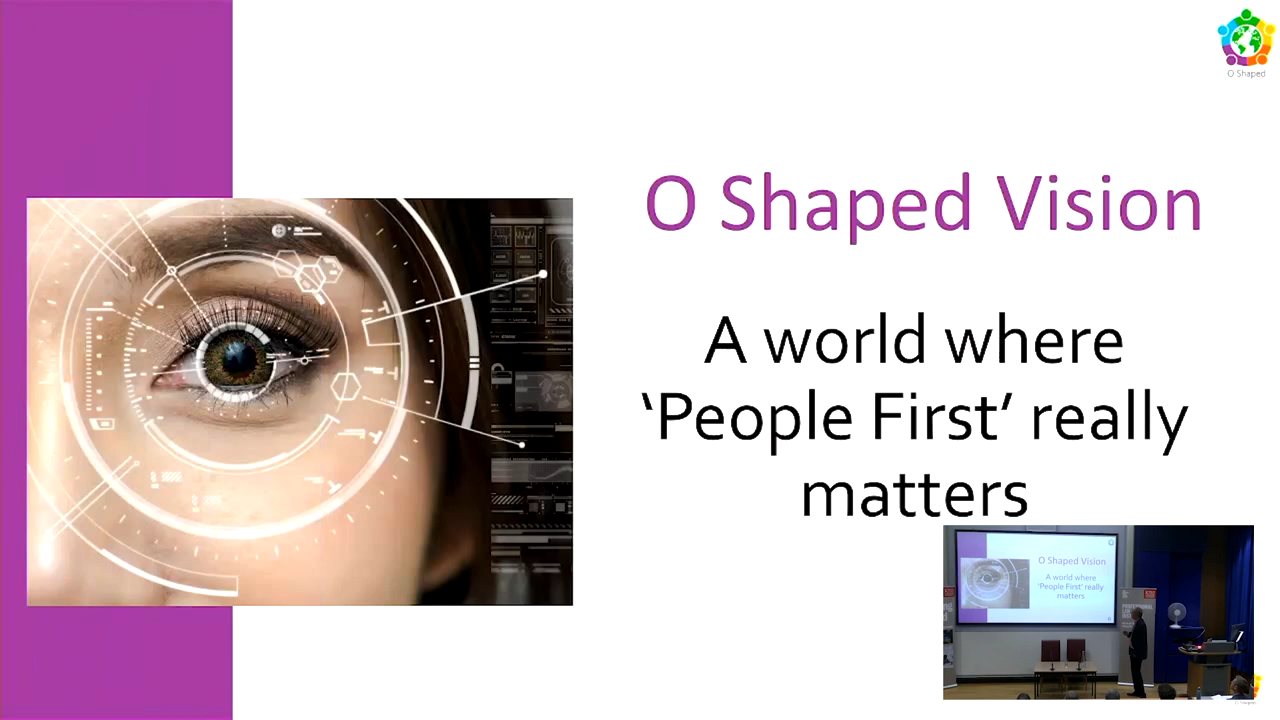 O Shaped
O Shaped Vision
A world where
‘People First’ really
matters
O Shaped Vision
A world where
‘People First’ really
matters